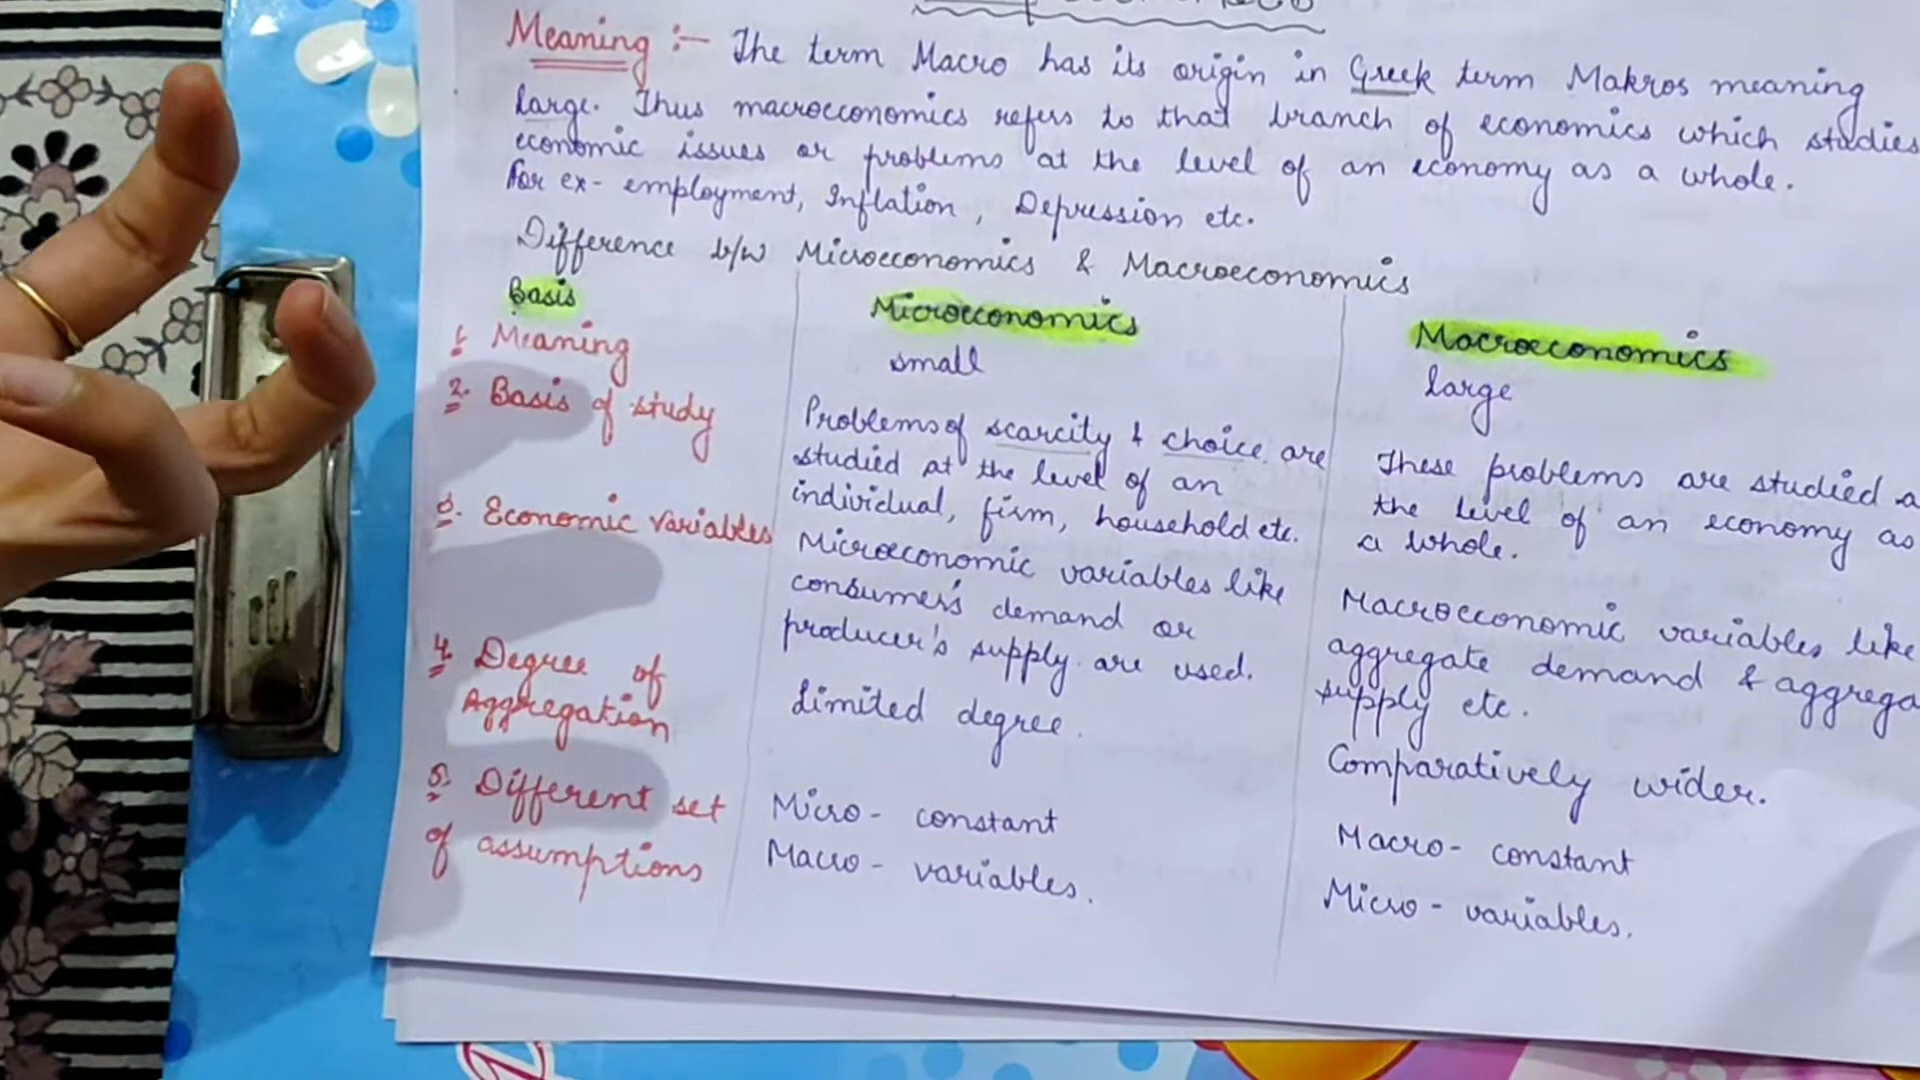 Meaning :- The term Macro has its origin in Greek term Makros meaning
large. Thus macroeconomics refers to that branch of economics which studies
economic issues or problems at the level of an economy as a whole.
for ex- employment, Inflation, Depression etc.
Difference b/w Microeconomics & Macroeconomics
Basis
Microeconomics
Macroeconomics
1. Meaning
small
large
2. Basis of study
Problems of scarcity & choice are
studied at the level of an
individual, firm, household etc.
These problems are studied a
the level of an economy as
a whole.
3. Economic variables
Microeconomic variables like
consumer's demand or
producer's supply are used.
Macroeconomic variables like
aggregate demand & aggrega
supply etc.
4. Degree of
Aggregation
Limited degree.
Comparatively wider.
5. Different set
of assumptions
Micro - constant
Macro - variables.
Macro - constant
Micro - variables.